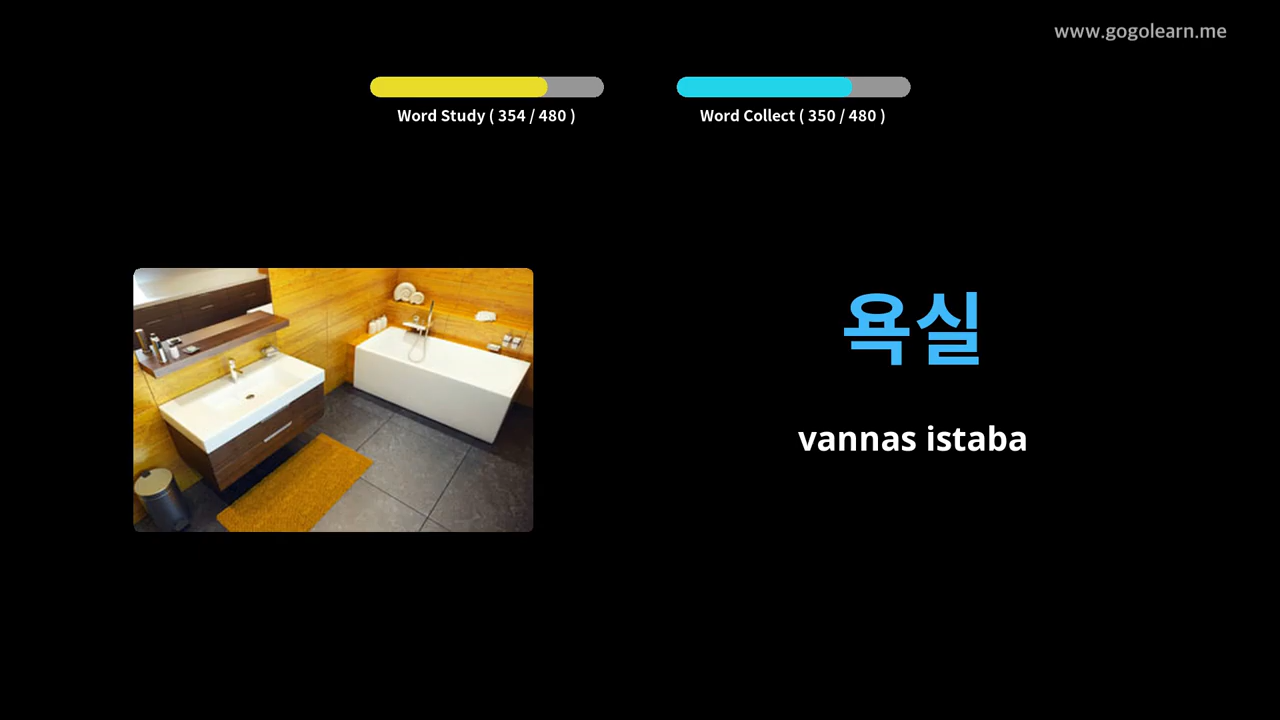 www.gogolearn.me
Word Study ( 354 / 480 )
Word Collect ( 350 / 480 )
욕실
vannas istaba